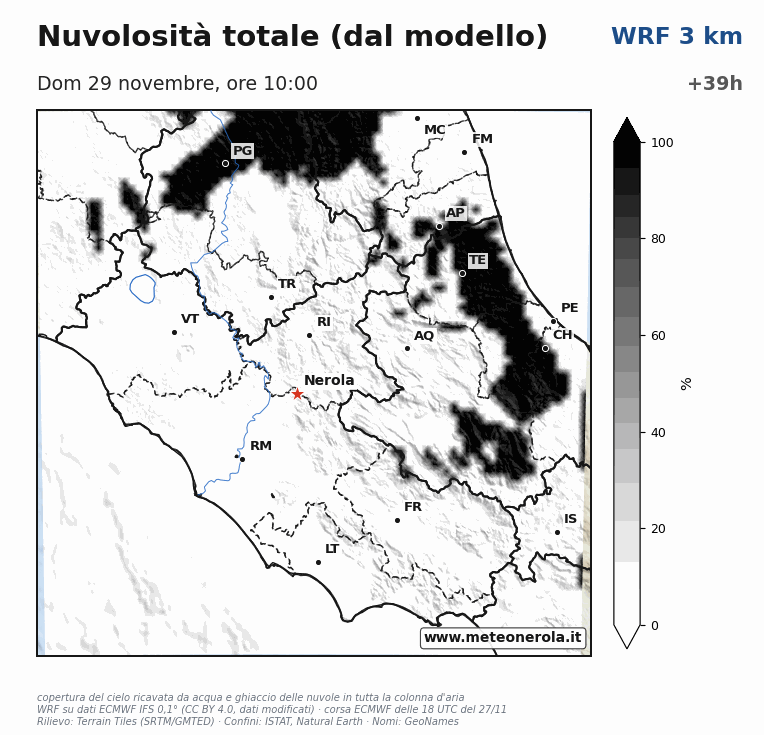 Nuvolosità totale (dal modello)
WRF 3 km
Dom 29 novembre, ore 10:00
+39h
MC
FM
PG
AP
TE
TR
PE
VT
RI
CH
AQ
Nerola
RM
FR
IS
LT
www.meteonerola.it
100
80
60
40
20
0
%
copertura del cielo ricavata da acqua e ghiaccio delle nuvole in tutta la colonna d'aria
WRF su dati ECMWF IFS 0,1° (CC BY 4.0, dati modificati) · corsa ECMWF delle 18 UTC del 27/11
Rilievo: Terrain Tiles (SRTM/GMTED) · Confini: ISTAT, Natural Earth · Nomi: GeoNames